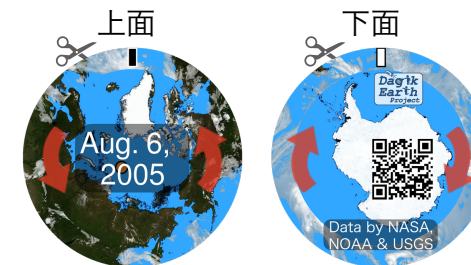 上面
下面
Aug. 6,
2005
Dagik
Earth
Project
Data by NASA,
NOAA & USGS